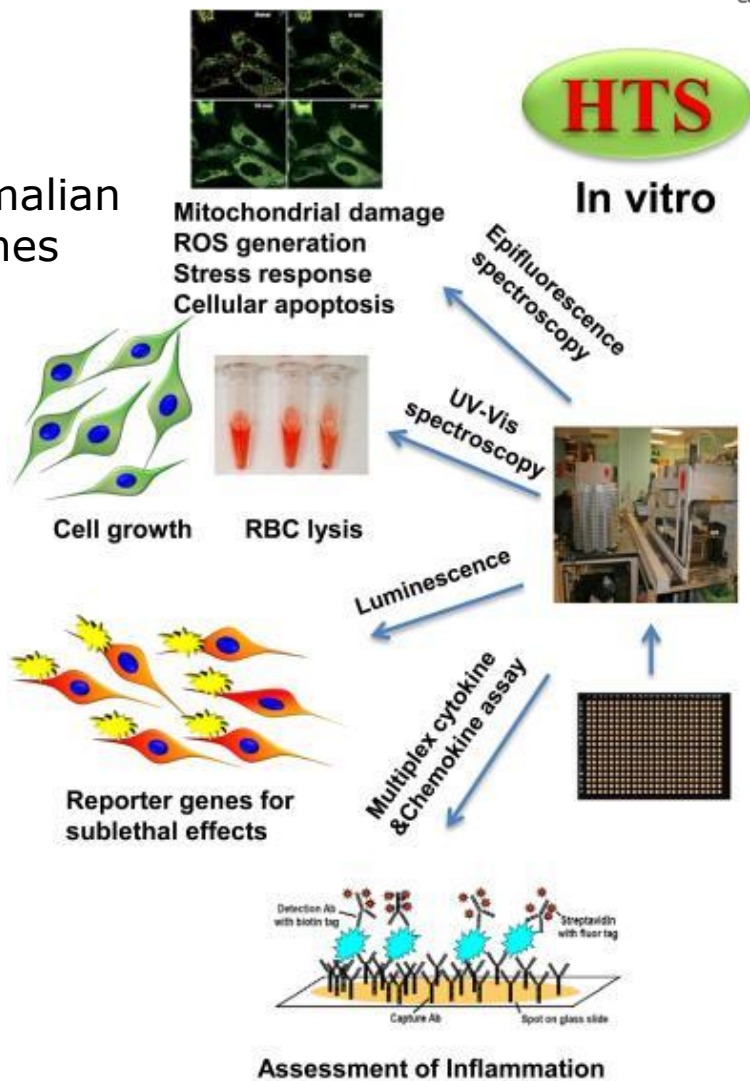 HTS
In vitro
malian
nes
Mitochondrial damage
ROS generation
Stress response
Cellular apoptosis
Epifluorescence
spectroscopy
UV-Vis
spectroscopy
Cell growth
RBC lysis
Luminescence
Multiplex cytokine
&Chemokine assay
Reporter genes for
sublethal effects
Detection Ab
with biotin tag
Streptavidin
with fluor tag
Capture Ab
Spot on glass slide
Assessment of Inflammation